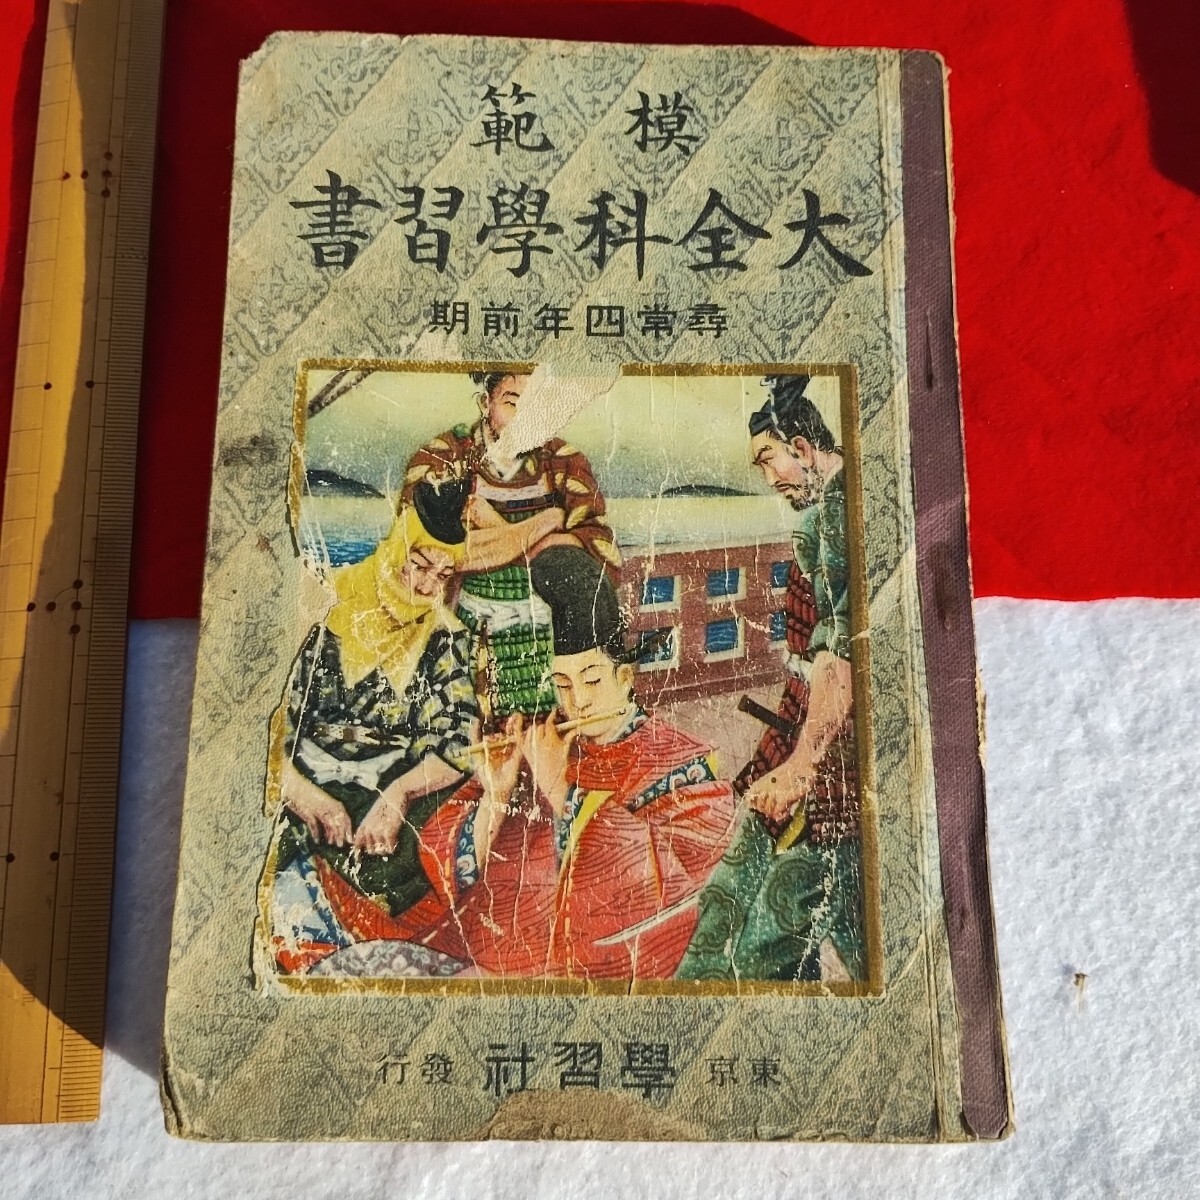 模範
大全科學習書
尋常四年前期
東京 學習社 發行